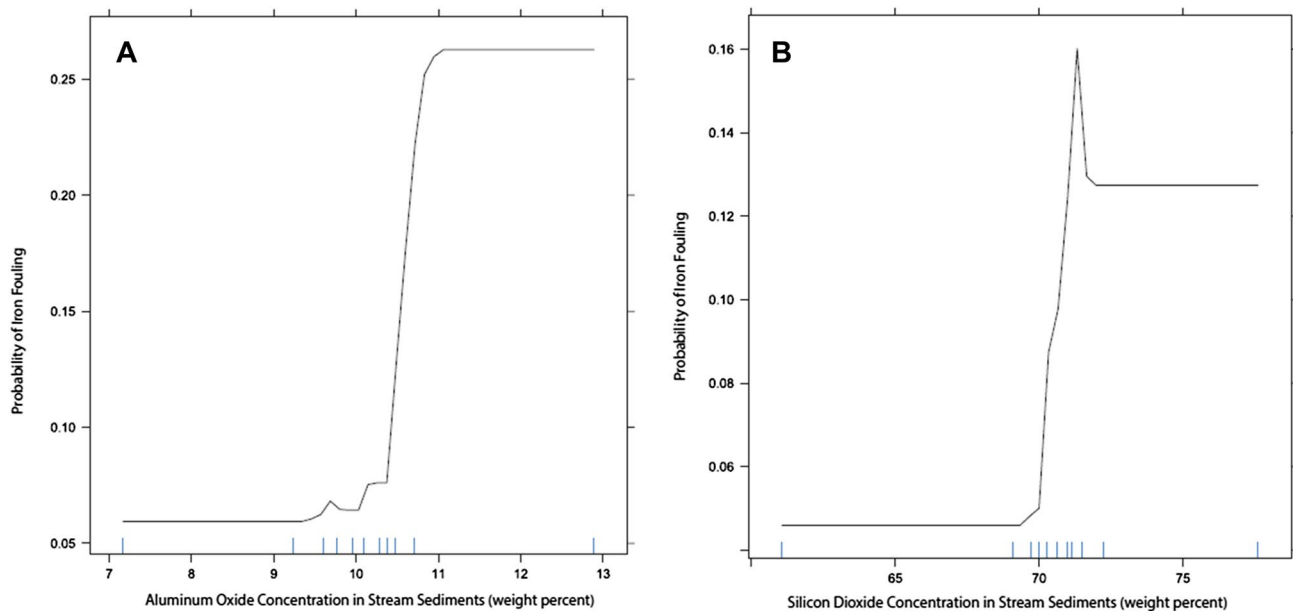 A
0.25
0.20
0.15
0.10
0.05
7 8 9 10 11 12 13
Probability of Iron Fouling
Aluminum Oxide Concentration in Stream Sediments (weight percent)
B
0.16
0.14
0.12
0.10
0.08
0.06
65 70 75
Probability of Iron Fouling
Silicon Dioxide Concentration in Stream Sediments (weight percent)